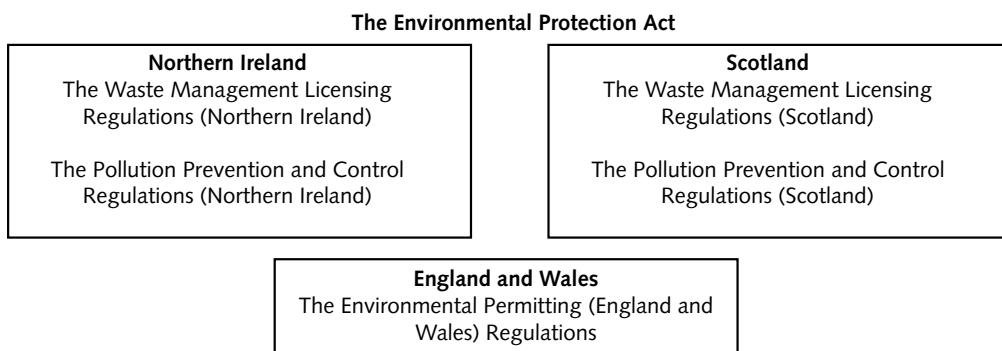 The Environmental Protection Act
Northern Ireland
The Waste Management Licensing
Regulations (Northern Ireland)
The Pollution Prevention and Control
Regulations (Northern Ireland)
Scotland
The Waste Management Licensing
Regulations (Scotland)
The Pollution Prevention and Control
Regulations (Scotland)
England and Wales
The Environmental Permitting (England and
Wales) Regulations